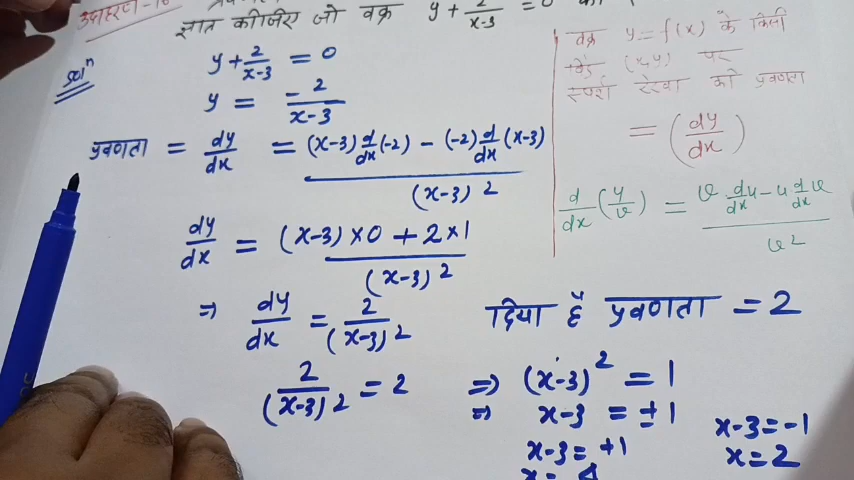 उदाहरण-16
ज्ञात कीजिए जो वक्र y + 2/(x-3) = 0 की
solⁿ
y + 2/(x-3) = 0
y = -2/(x-3)
प्रवणता = dy/dx = ((x-3) d/dx (-2) - (-2) d/dx (x-3))/(x-3)²
dy/dx = ((x-3)×0 + 2×1)/(x-3)²
⇒ dy/dx = 2/(x-3)²
दिया है प्रवणता = 2
2/(x-3)² = 2 ⇒ (x-3)² = 1
⇒ x-3 = ±1
x-3 = +1
x = 4
x-3 = -1
x = 2
वक्र y = f(x) के किसी
(x,y) पर
स्पर्श रेखा की प्रवणता
= (dy/dx)
d/dx (u/v) = (v du/dx - u d/dx v)/v²